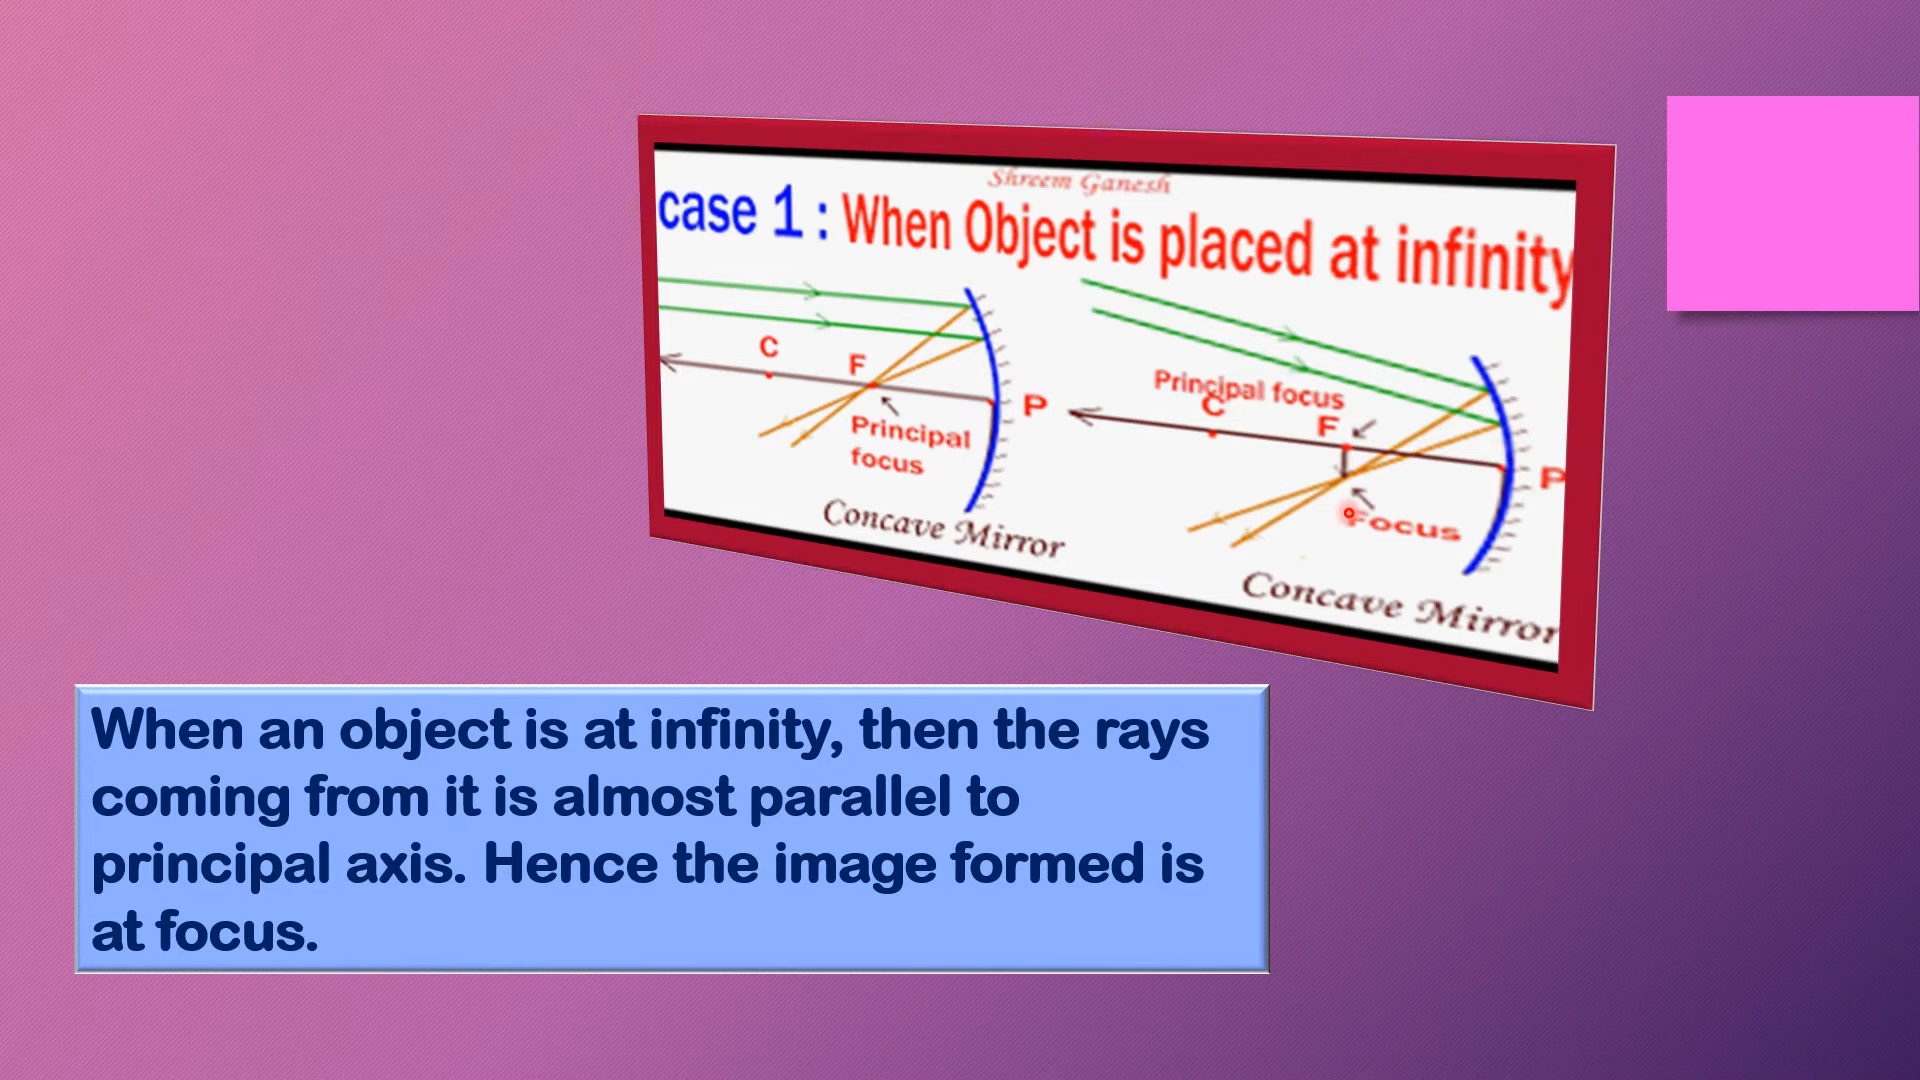 Shreem Ganesh
case 1 : When Object is placed at infinity
C
F
P
Principal
focus
Concave Mirror
Principal focus
C
F
P
Focus
Concave Mirror
When an object is at infinity, then the rays
coming from it is almost parallel to
principal axis. Hence the image formed is
at focus.